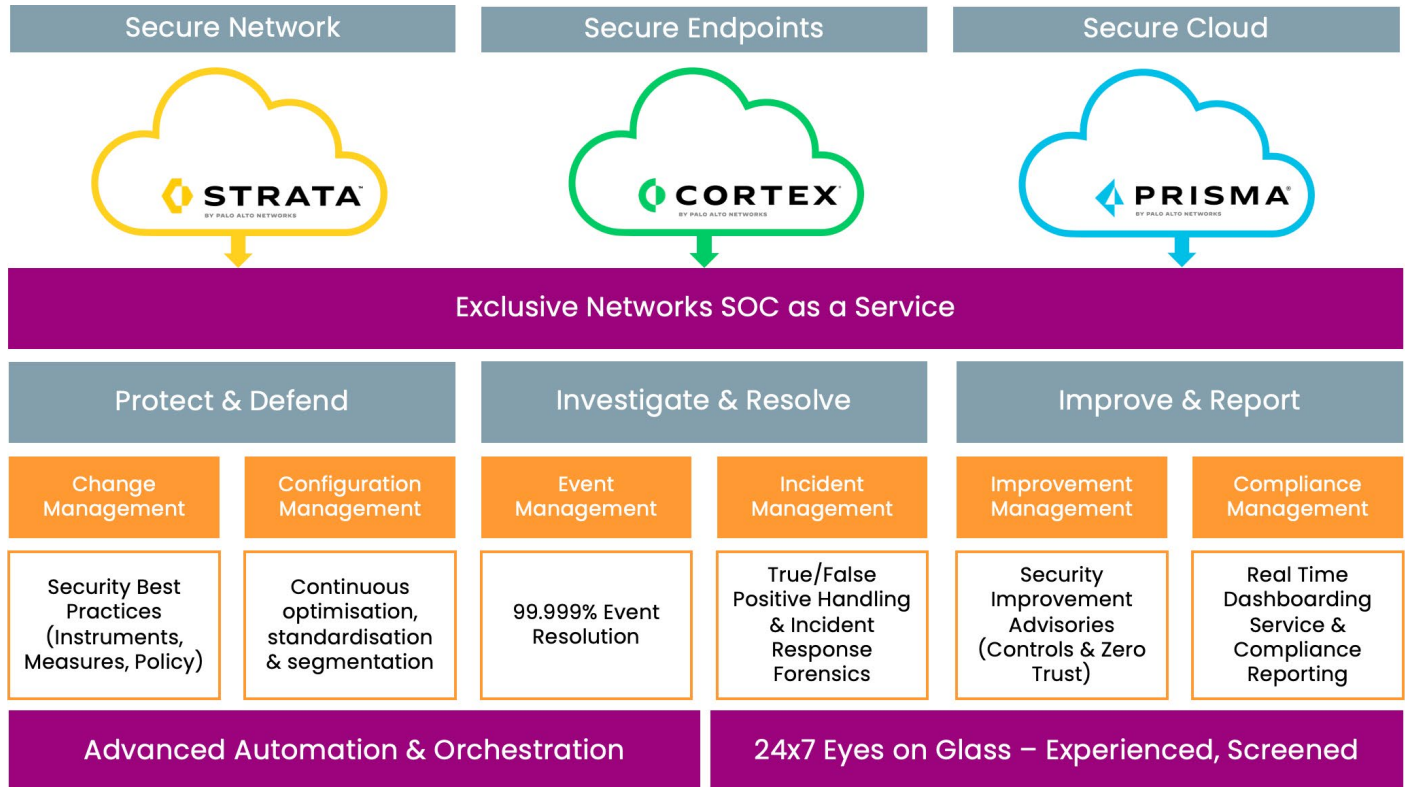 Secure Network
Secure Endpoints
Secure Cloud
STRATA™
BY PALO ALTO NETWORKS
CORTEX
BY PALO ALTO NETWORKS
PRISMA®
BY PALO ALTO NETWORKS
Exclusive Networks SOC as a Service
Protect & Defend
Investigate & Resolve
Improve & Report
Change
Management
Configuration
Management
Event
Management
Incident
Management
Improvement
Management
Compliance
Management
Security Best
Practices
(Instruments,
Measures, Policy)
Continuous
optimisation,
standardisation
& segmentation
99.999% Event
Resolution
True/False
Positive Handling
& Incident
Response
Forensics
Security
Improvement
Advisories
(Controls & Zero
Trust)
Real Time
Dashboarding
Service &
Compliance
Reporting
Advanced Automation & Orchestration
24x7 Eyes on Glass – Experienced, Screened